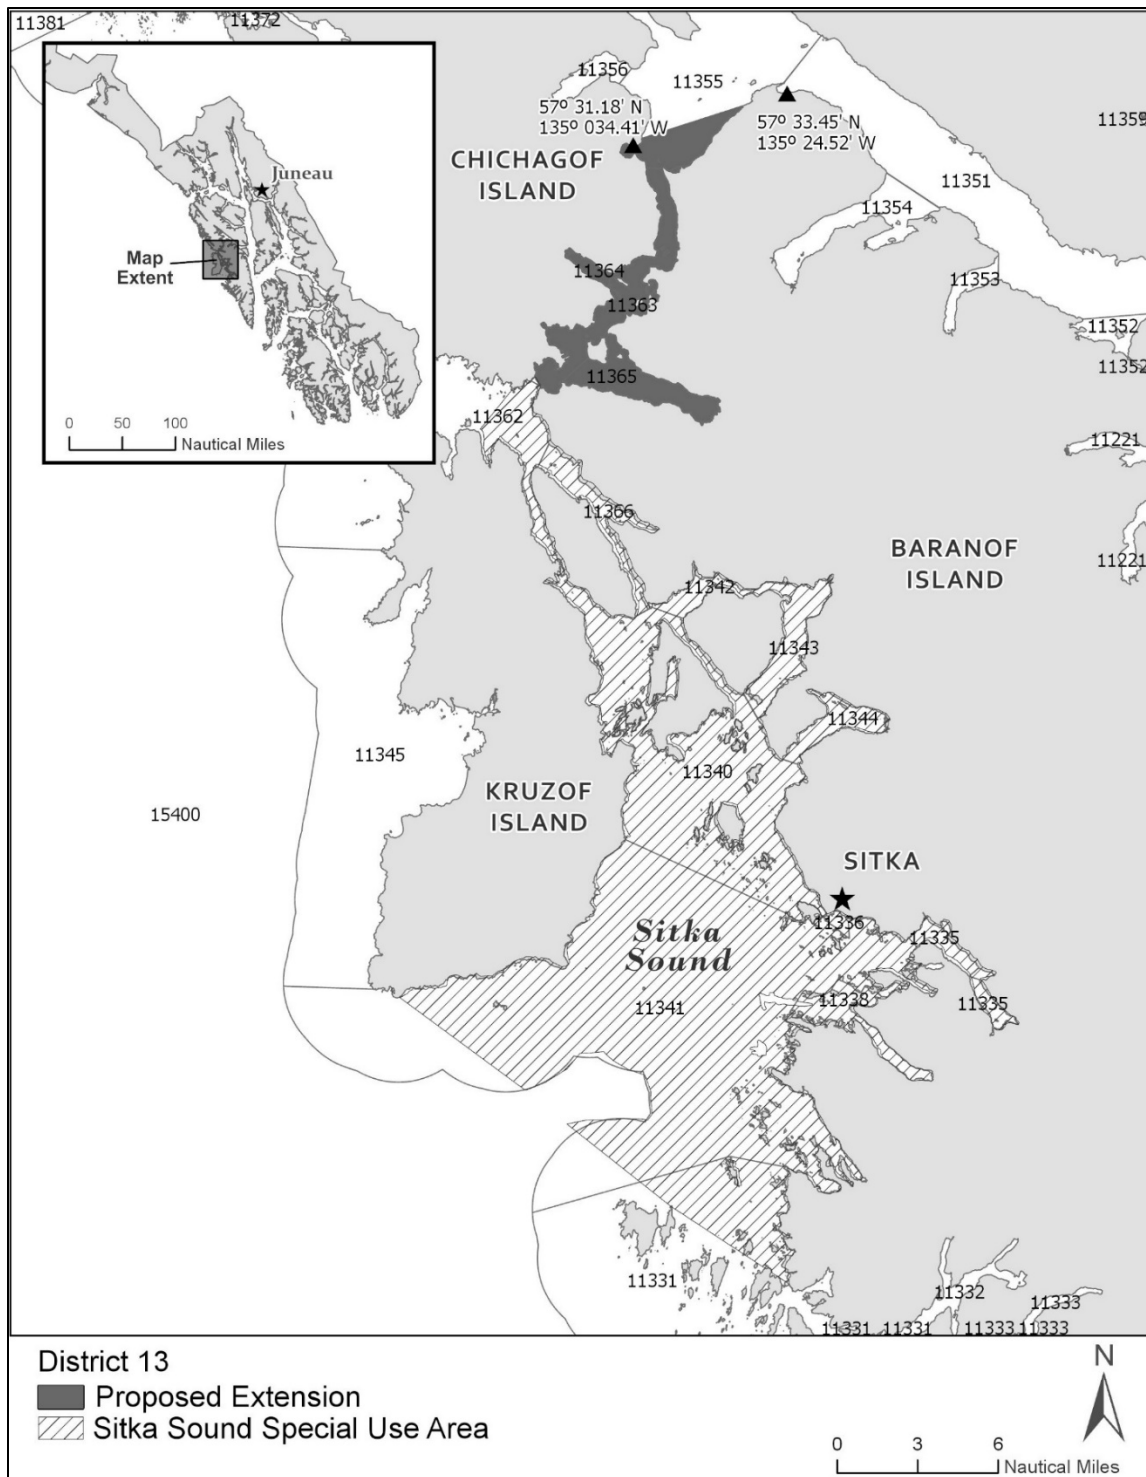 11381
11372
11356
11355
57º 31.18' N
135º 034.41' W
57º 33.45' N
135º 24.52' W
11359
CHICHAGOF
ISLAND
Juneau
Map
Extent
0 50 100
Nautical Miles
11351
11354
11353
11364
11363
11352
11352
11365
11362
11221
11366
BARANOF
ISLAND
11221
11342
11343
11344
11345
11340
KRUZOF
ISLAND
15400
SITKA
11336
Sitka
Sound
11335
11341
11338
11335
11331
11332
11333
11331
11331
11333
11333
District 13
Proposed Extension
Sitka Sound Special Use Area
N
0 3 6
Nautical Miles